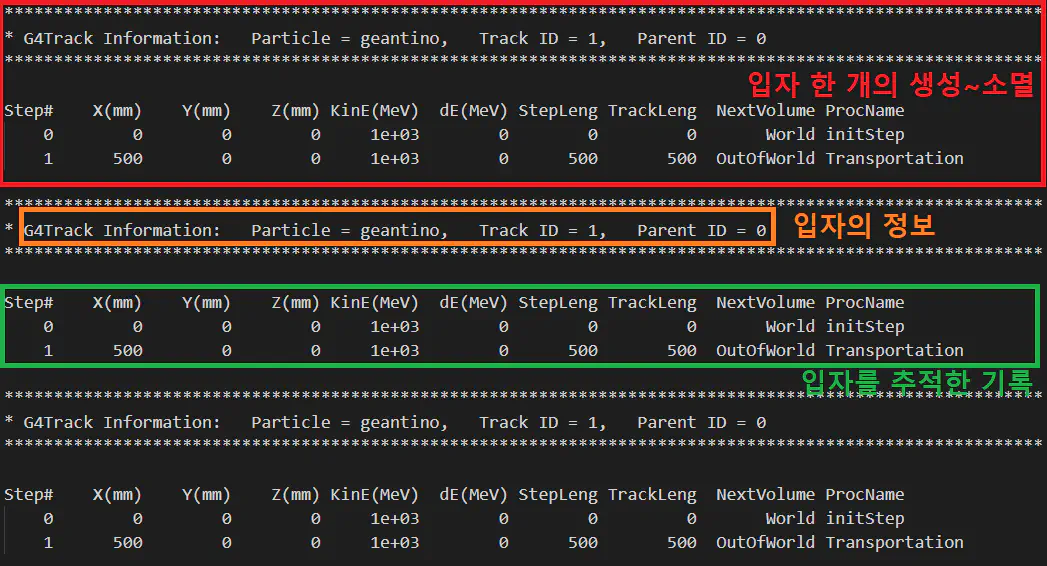 ***********************************************************************************************************
* G4Track Information:   Particle = geantino,   Track ID = 1,   Parent ID = 0
***********************************************************************************************************
입자 한 개의 생성~소멸
Step#    X(mm)    Y(mm)    Z(mm) KinE(MeV)  dE(MeV) StepLeng TrackLeng  NextVolume ProcName
    0        0        0        0     1e+03        0        0         0       World initStep
    1      500        0        0     1e+03        0      500       500  OutOfWorld Transportation
***********************************************************************************************************
* G4Track Information:   Particle = geantino,   Track ID = 1,   Parent ID = 0 입자의 정보
***********************************************************************************************************
Step#    X(mm)    Y(mm)    Z(mm) KinE(MeV)  dE(MeV) StepLeng TrackLeng  NextVolume ProcName
    0        0        0        0     1e+03        0        0         0       World initStep
    1      500        0        0     1e+03        0      500       500  OutOfWorld Transportation
입자를 추적한 기록
***********************************************************************************************************
* G4Track Information:   Particle = geantino,   Track ID = 1,   Parent ID = 0
***********************************************************************************************************
Step#    X(mm)    Y(mm)    Z(mm) KinE(MeV)  dE(MeV) StepLeng TrackLeng  NextVolume ProcName
    0        0        0        0     1e+03        0        0         0       World initStep
    1      500        0        0     1e+03        0      500       500  OutOfWorld Transportation